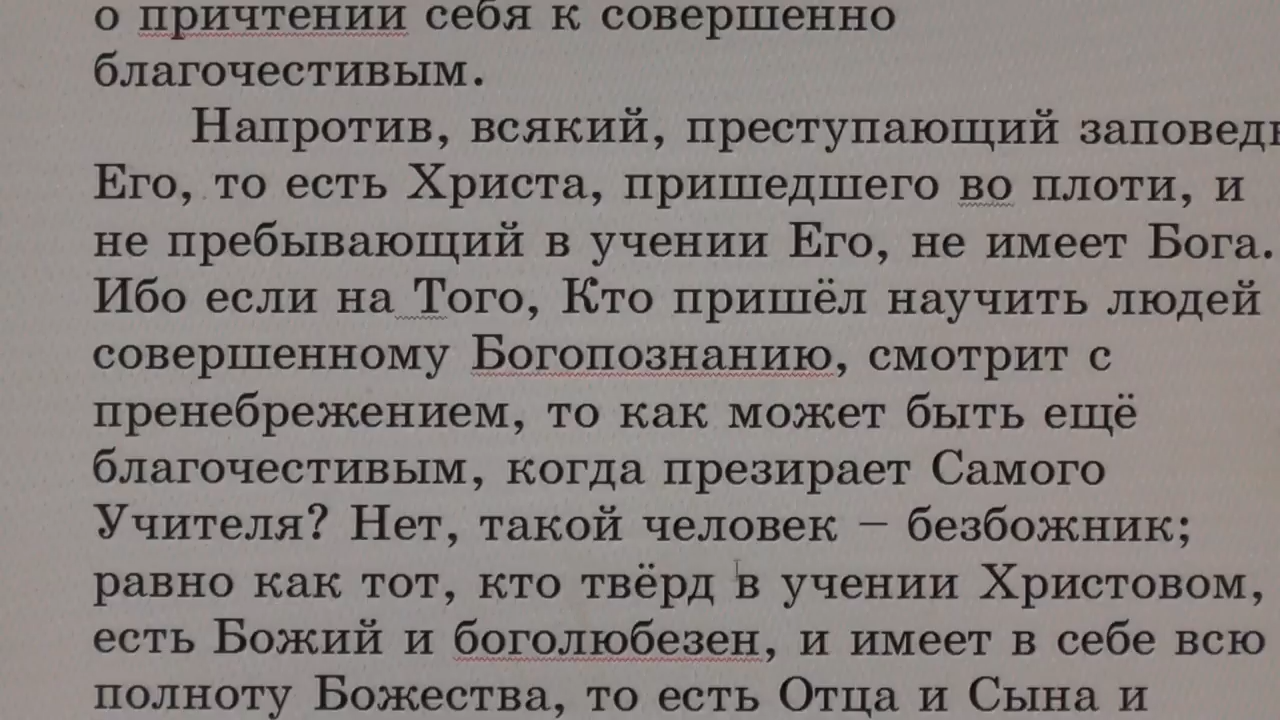 о причтении себя к совершенно
благочестивым.
Напротив, всякий, преступающий заповедь
Его, то есть Христа, пришедшего во плоти, и
не пребывающий в учении Его, не имеет Бога.
Ибо если на Того, Кто пришёл научить людей
совершенному Богопознанию, смотрит с
пренебрежением, то как может быть ещё
благочестивым, когда презирает Самого
Учителя? Нет, такой человек – безбожник;
равно как тот, кто твёрд в учении Христовом,
есть Божий и боголюбезен, и имеет в себе всю
полноту Божества, то есть Отца и Сына и